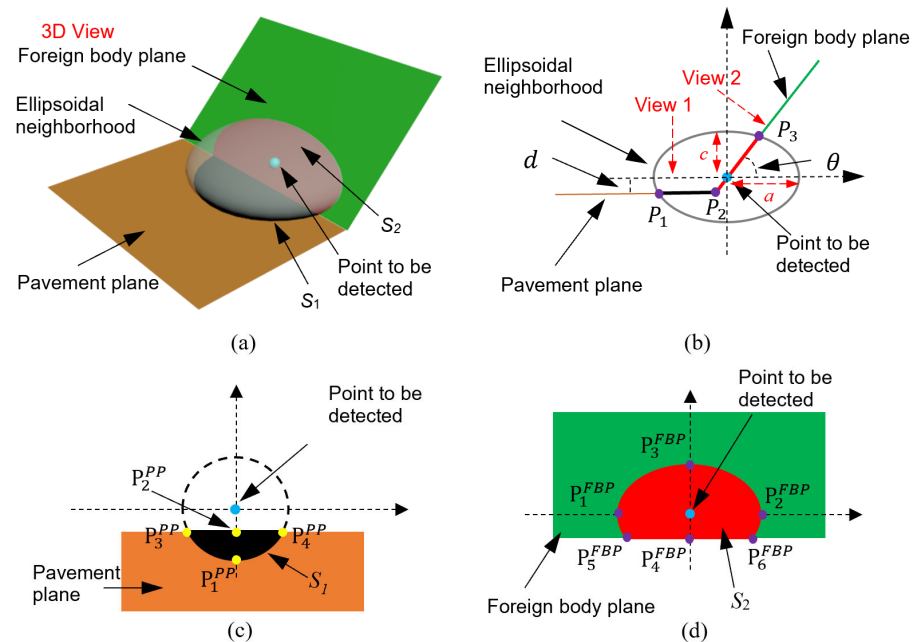 3D View
Foreign body plane
Ellipsoidal
neighborhood
S₂
Point to be
detected
S₁
Pavement plane
(a)
Foreign body plane
Ellipsoidal
neighborhood
View 2
View 1
P₃
c
θ
d
a
P₁
P₂
Point to be
detected
Pavement plane
(b)
Point to be
detected
P₂^PP
P₃^PP
P₄^PP
P₁^PP
S₁
Pavement
plane
(c)
Point to be
detected
P₃^FBP
P₁^FBP
P₂^FBP
P₅^FBP
P₄^FBP
P₆^FBP
S₂
Foreign body plane
(d)